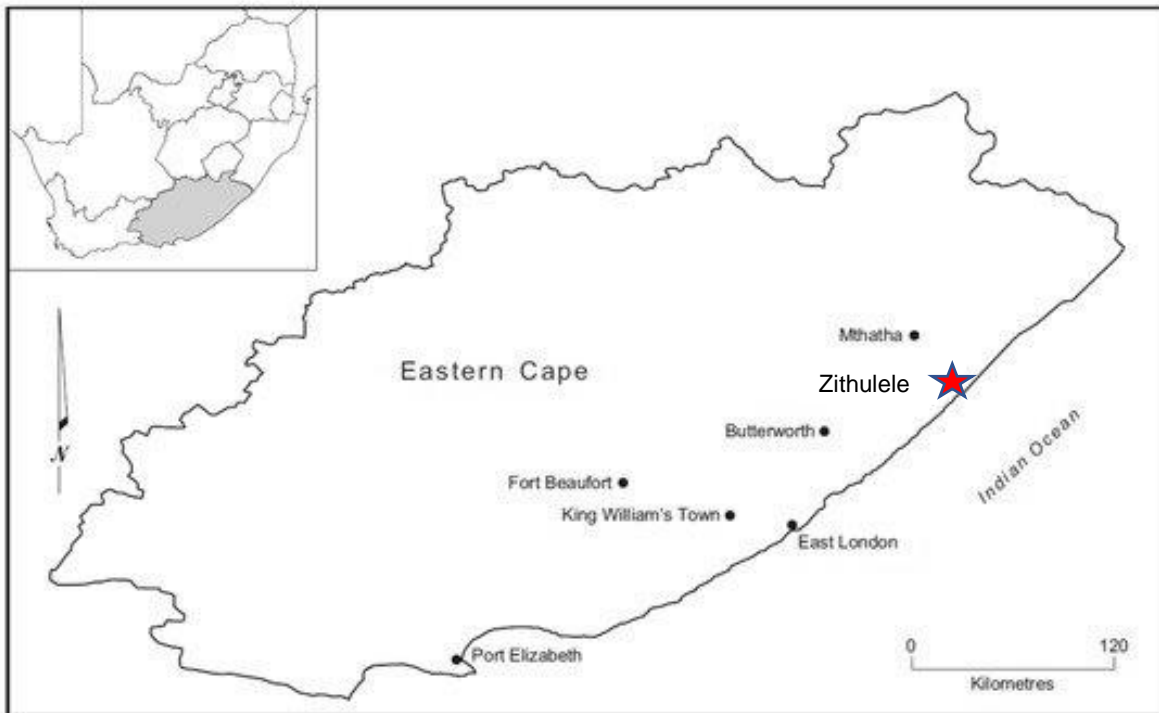 Mthatha
Eastern Cape
Zithulele
Butterworth
Indian Ocean
Fort Beaufort
King William's Town
East London
N
Port Elizabeth
0 120
Kilometres